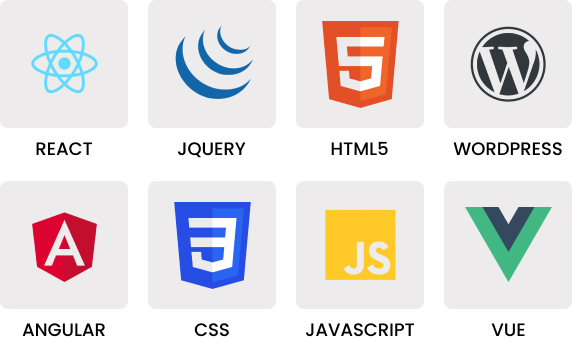 5
W
REACT
JQUERY
HTML5
WORDPRESS
A
3
JS
ANGULAR
CSS
JAVASCRIPT
VUE